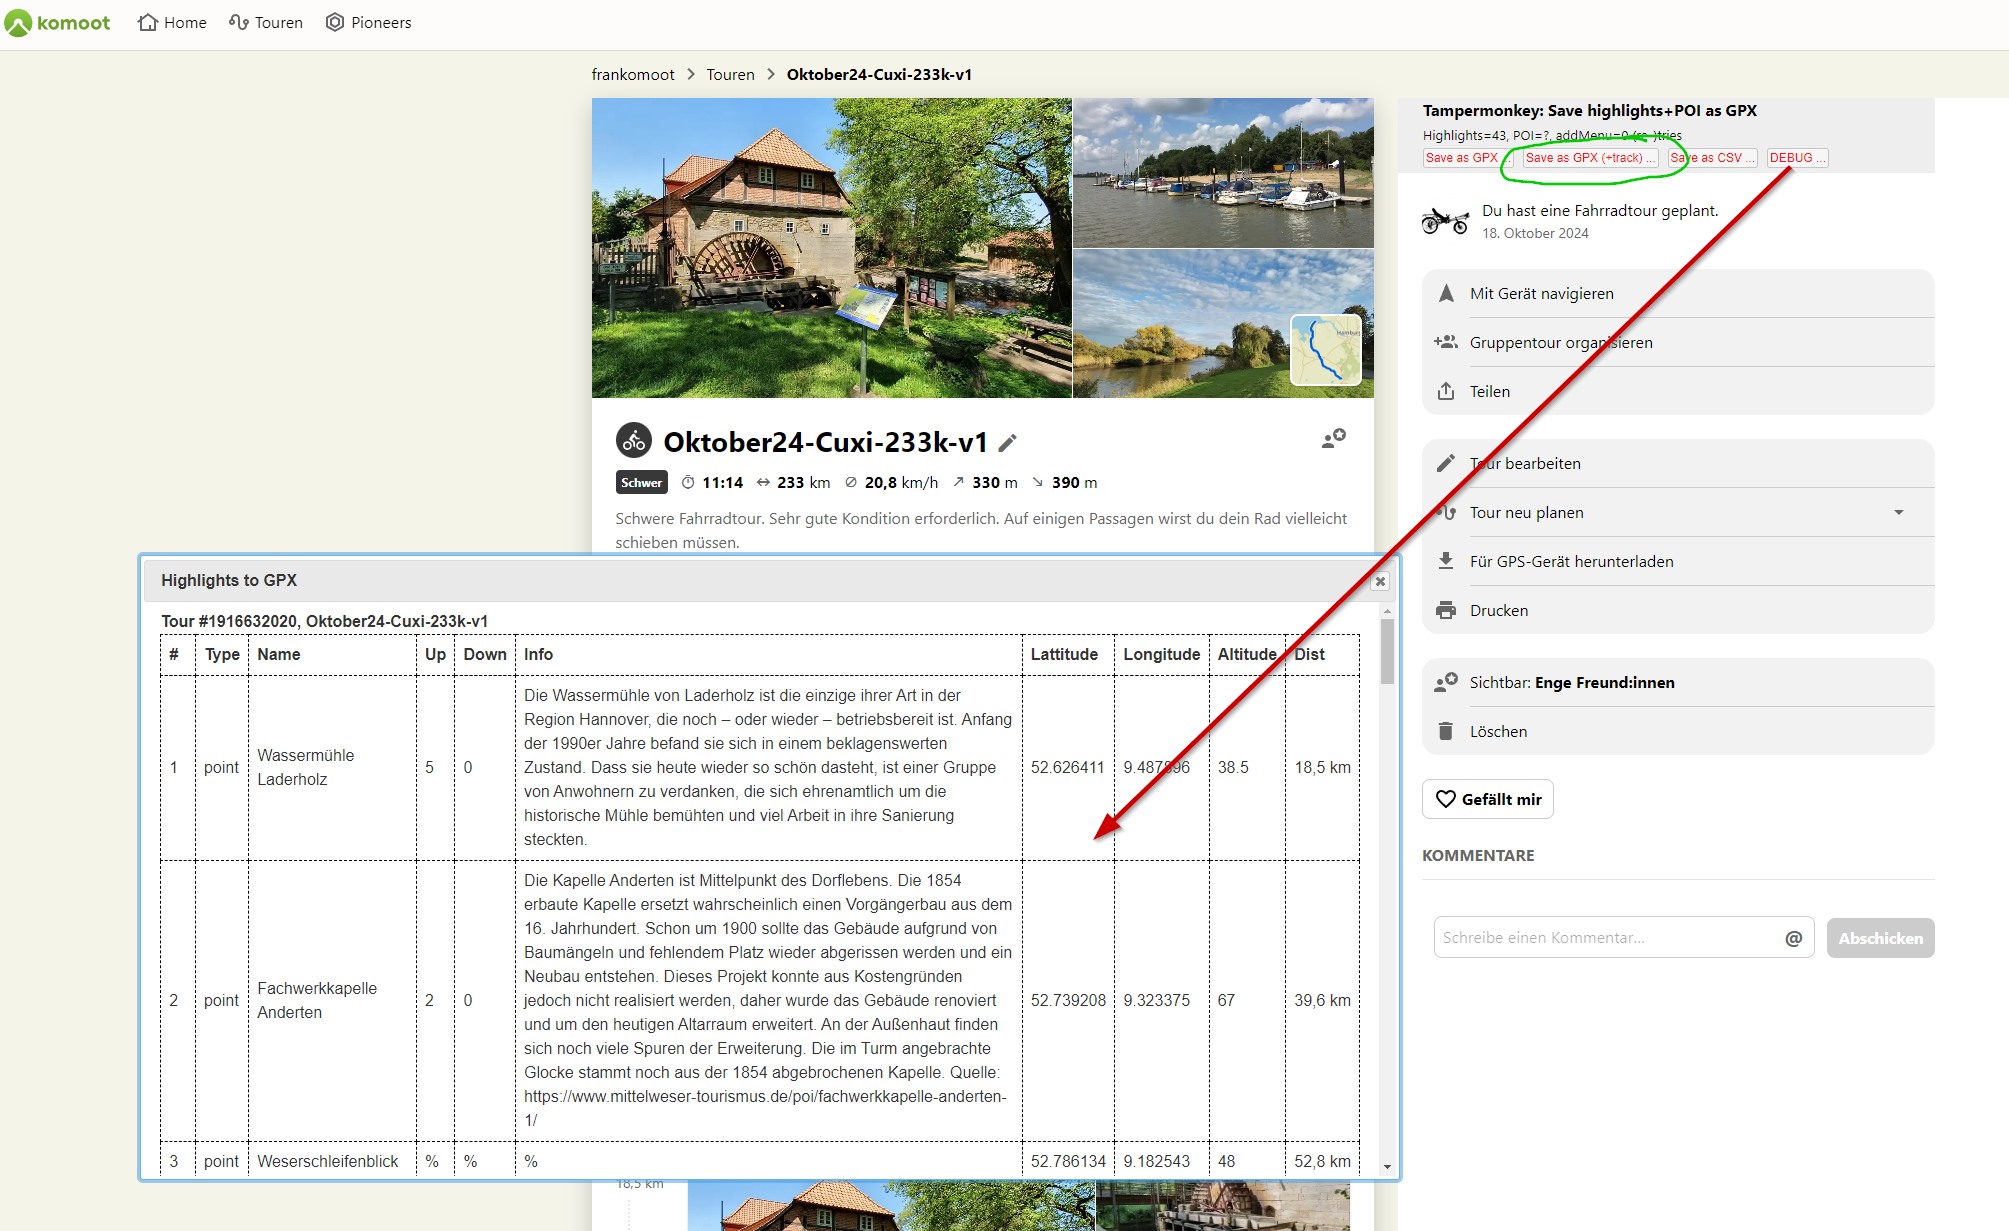 komoot
Home
Touren
Pioneers
frankomoot > Touren > Oktober24-Cuxi-233k-v1
Tampermonkey: Save highlights+POI as GPX
Highlights=43, POI=?, addMenu=0 (re-)tries
Save as GPX ...
Save as GPX (+track) ...
Save as CSV ...
DEBUG ...
Du hast eine Fahrradtour geplant.
18. Oktober 2024
Mit Gerät navigieren
Gruppentour organisieren
Teilen
Oktober24-Cuxi-233k-v1
Schwer 11:14 233 km 20,8 km/h 330 m 390 m
Schwere Fahrradtour. Sehr gute Kondition erforderlich. Auf einigen Passagen wirst du dein Rad vielleicht
schieben müssen.
Tour bearbeiten
Tour neu planen
Für GPS-Gerät herunterladen
Drucken
Sichtbar: Enge Freund:innen
Löschen
Gefällt mir
KOMMENTARE
Schreibe einen Kommentar... @
Abschicken
Highlights to GPX
Tour #1916632020, Oktober24-Cuxi-233k-v1
# Type Name Up Down Info Lattitude Longitude Altitude Dist
1 point Wassermühle Laderholz 5 0
Die Wassermühle von Laderholz ist die einzige ihrer Art in der
Region Hannover, die noch – oder wieder – betriebsbereit ist. Anfang
der 1990er Jahre befand sie sich in einem beklagenswerten
Zustand. Dass sie heute wieder so schön dasteht, ist einer Gruppe
von Anwohnern zu verdanken, die sich ehrenamtlich um die
historische Mühle bemühten und viel Arbeit in ihre Sanierung
steckten.
52.626411 38.5 18,5 km
2 point Fachwerkkapelle Anderten 2 0
Die Kapelle Anderten ist Mittelpunkt des Dorflebens. Die 1854
erbaute Kapelle ersetzt wahrscheinlich einen Vorgängerbau aus dem
16. Jahrhundert. Schon um 1900 sollte das Gebäude aufgrund von
Baumängeln und fehlendem Platz wieder abgerissen werden und ein
Neubau entstehen. Dieses Projekt konnte aus Kostengründen
jedoch nicht realisiert werden, daher wurde das Gebäude renoviert
und um den heutigen Altarraum erweitert. An der Außenhaut finden
sich noch viele Spuren der Erweiterung. Die im Turm angebrachte
Glocke stammt noch aus der 1854 abgebrochenen Kapelle. Quelle:
https://www.mittelweser-tourismus.de/poi/fachwerkkapelle-anderten-
1/
52.739208 9.323375 67 39,6 km
3 point Weserschleifenblick % % % 52.786134 9.182543 48 52,8 km
18,5 km